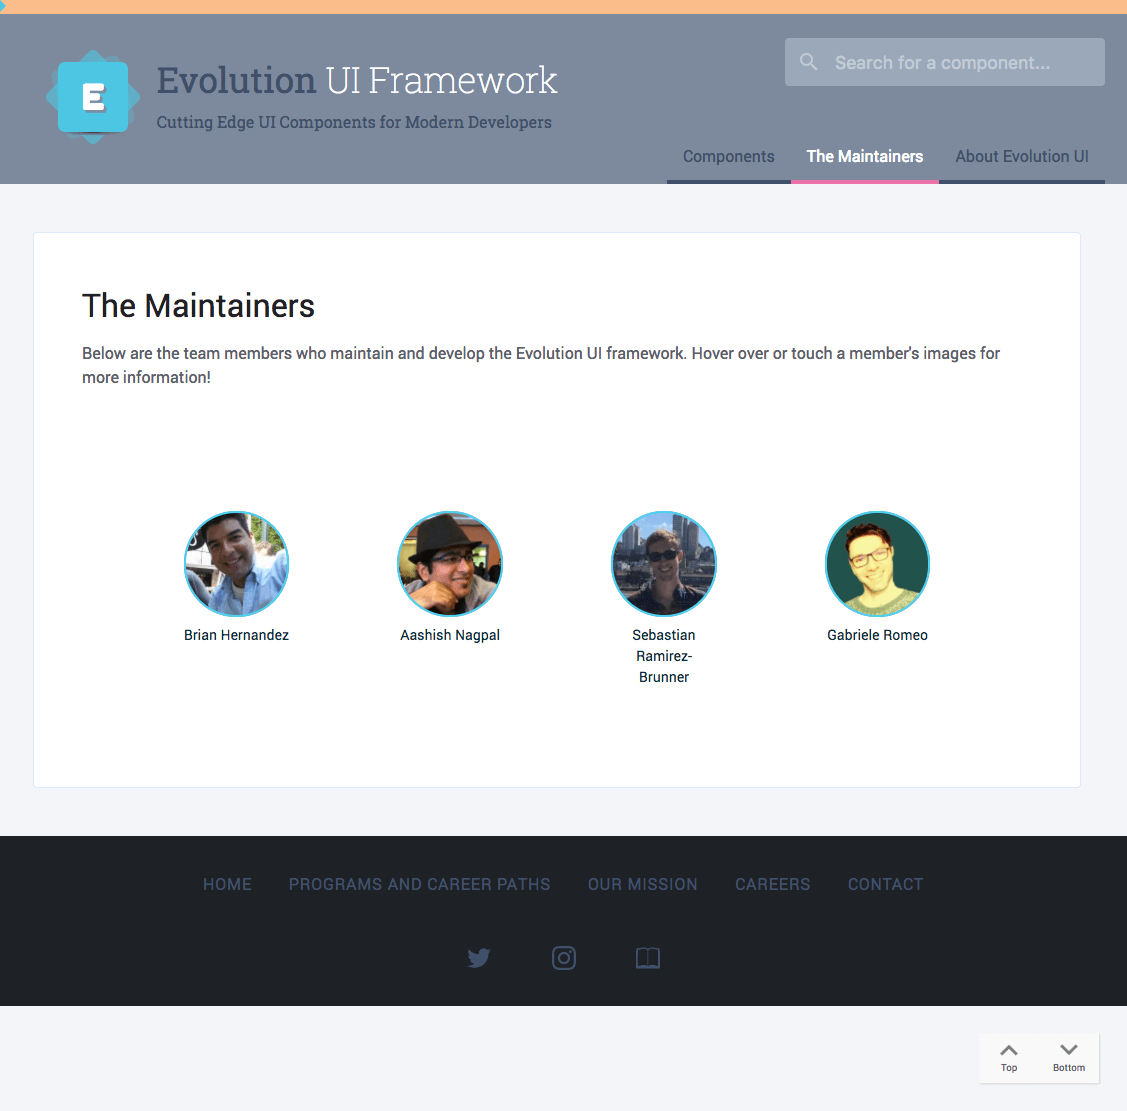 E
Evolution UI Framework
Cutting Edge UI Components for Modern Developers
Search for a component...
Components
The Maintainers
About Evolution UI
The Maintainers
Below are the team members who maintain and develop the Evolution UI framework. Hover over or touch a member's images for
more information!
Brian Hernandez
Aashish Nagpal
Sebastian
Ramirez-
Brunner
Gabriele Romeo
HOME
PROGRAMS AND CAREER PATHS
OUR MISSION
CAREERS
CONTACT
Top
Bottom